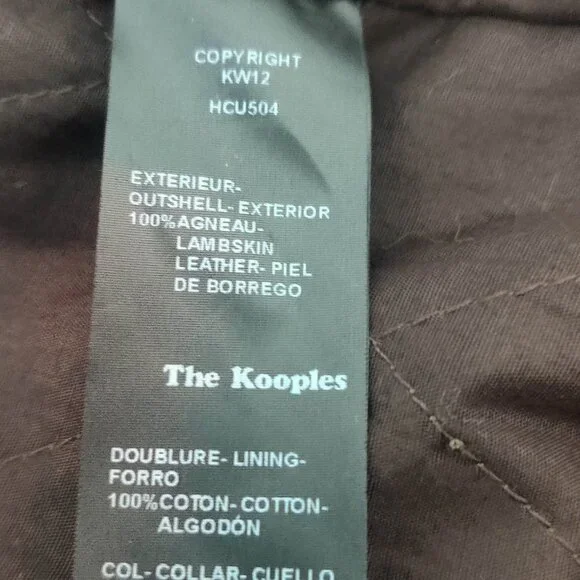 COPYRIGHT
KW12
HCU504
EXTERIEUR-
OUTSHELL- EXTERIOR
100%AGNEAU-
LAMBSKIN
LEATHER- PIEL
DE BORREGO
The Kooples
DOUBLURE- LINING-
FORRO
100%COTON- COTTON-
ALGODÓN
COL- COLLAR- CUELLO